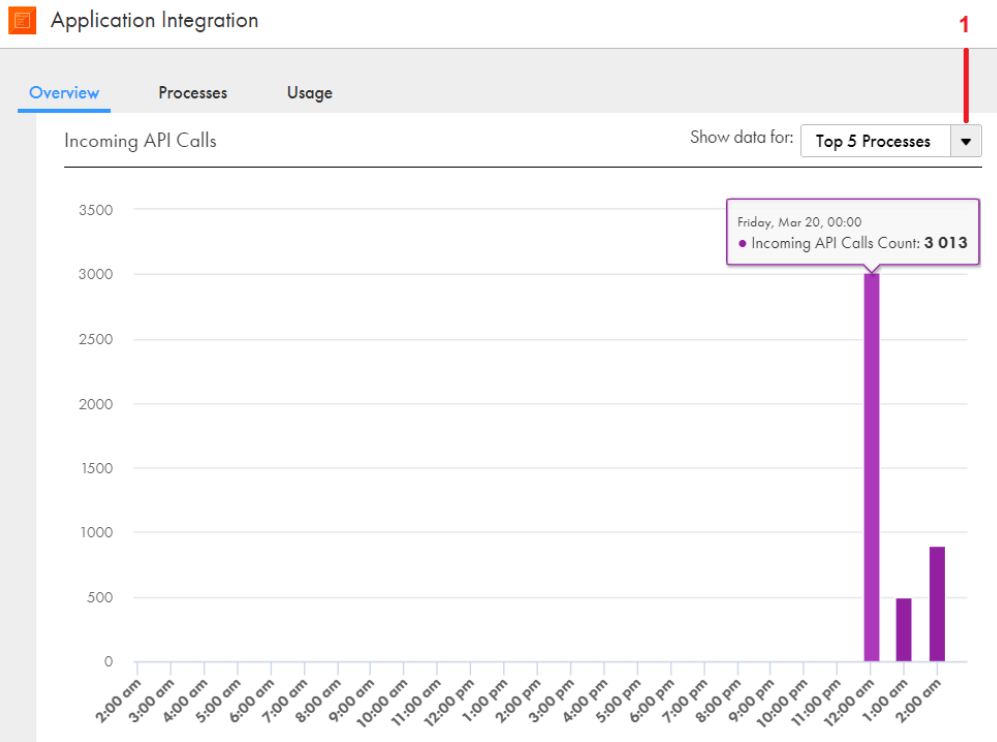 Application Integration
1
Overview Processes Usage
Incoming API Calls
Show data for: Top 5 Processes
Friday, Mar 20, 00:00
Incoming API Calls Count: 3 013
3500
3000
2500
2000
1500
1000
500
0
2:00 am 3:00 am 4:00 am 5:00 am 6:00 am 7:00 am 8:00 am 9:00 am 10:00 am 11:00 am 12:00 pm 1:00 pm 2:00 pm 3:00 pm 4:00 pm 5:00 pm 6:00 pm 7:00 pm 8:00 pm 9:00 pm 10:00 pm 11:00 pm 12:00 am 1:00 am 2:00 am